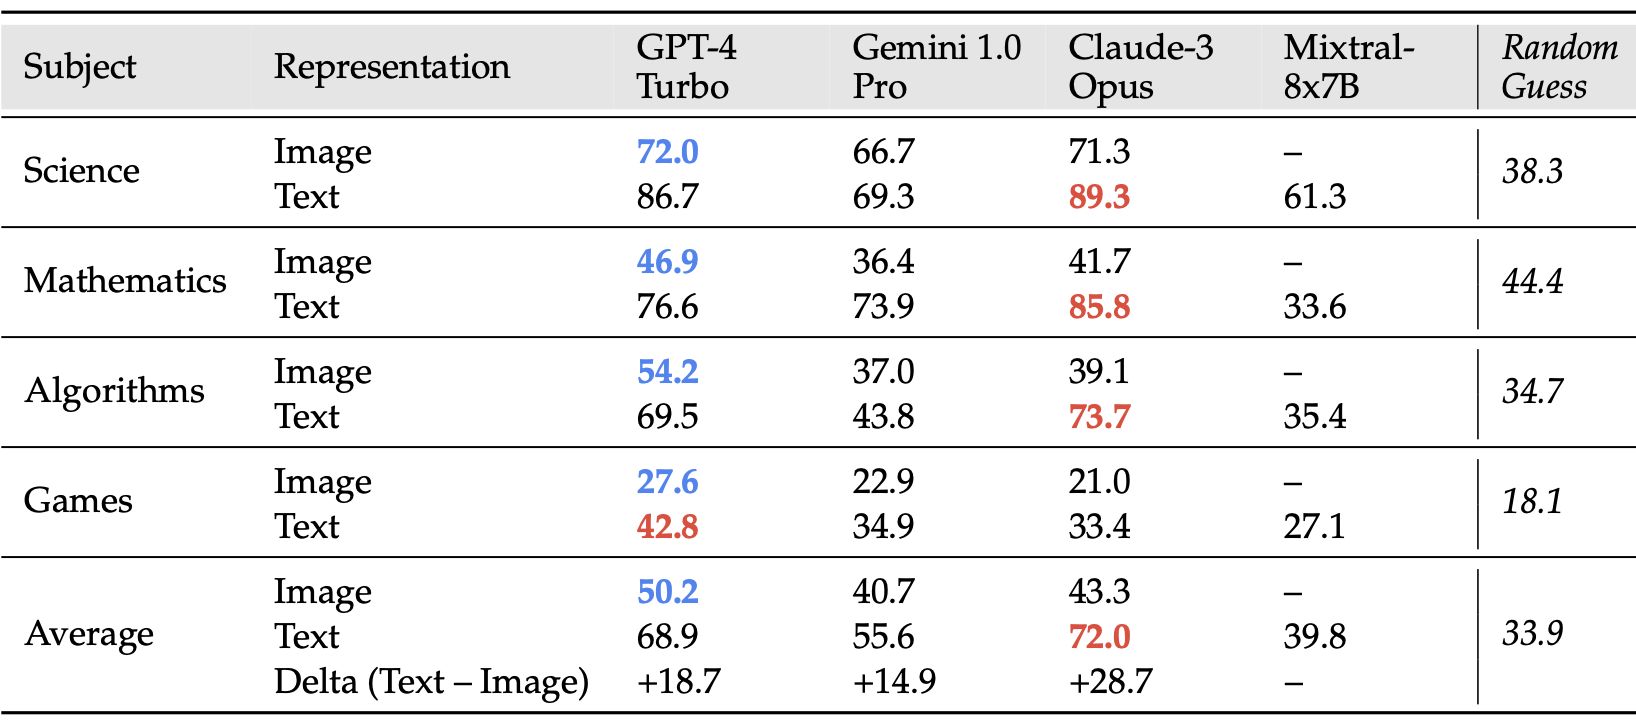 Subject Representation GPT-4 Turbo Gemini 1.0 Pro Claude-3 Opus Mixtral-8x7B Random Guess
Science Image 72.0 66.7 71.3 – 38.3
Text 86.7 69.3 89.3 61.3
Mathematics Image 46.9 36.4 41.7 – 44.4
Text 76.6 73.9 85.8 33.6
Algorithms Image 54.2 37.0 39.1 – 34.7
Text 69.5 43.8 73.7 35.4
Games Image 27.6 22.9 21.0 – 18.1
Text 42.8 34.9 33.4 27.1
Average Image 50.2 40.7 43.3 – 33.9
Text 68.9 55.6 72.0 39.8
Delta (Text – Image) +18.7 +14.9 +28.7 –